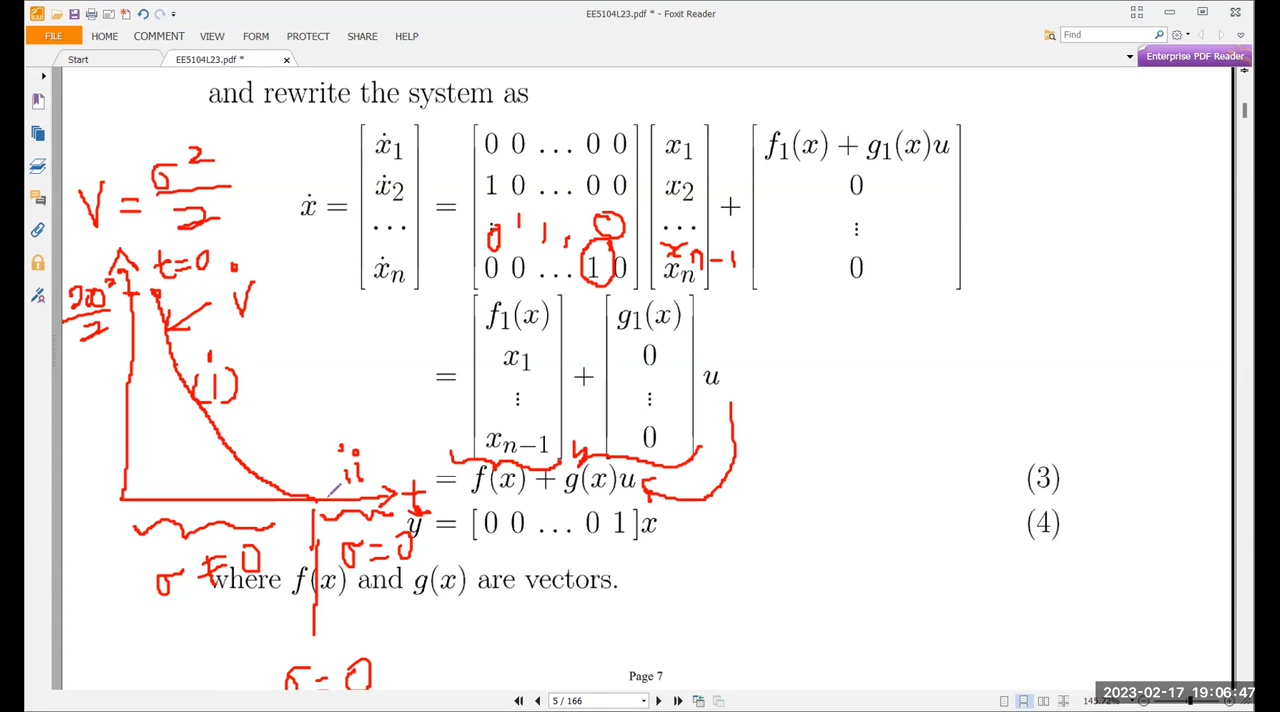 EE5104L23.pdf * - Foxit Reader
FILE HOME COMMENT VIEW FORM PROTECT SHARE HELP
Find
Start EE5104L23.pdf *
Enterprise PDF Reader
and rewrite the system as
ẋ = [ẋ1 ẋ2 ⋯ ẋn] = [0 0 … 0 0
1 0 … 0 0
0 0 … 1 0] [x1 x2 ⋯ xn] + [f1(x) + g1(x)u 0 ⋮ 0]
xn-1
V = σ²/2
t=0
V̇
(i)
= [f1(x) x1 ⋮ xn−1] + [g1(x) 0 ⋮ 0] u
ii
= f(x) + g(x)u (3)
t
y = [0 0 … 0 1]x (4)
σ ≠ 0
σ = 0
where f(x) and g(x) are vectors.
σ = 0
Page 7
5 / 166
2023-02-17 19:06:47